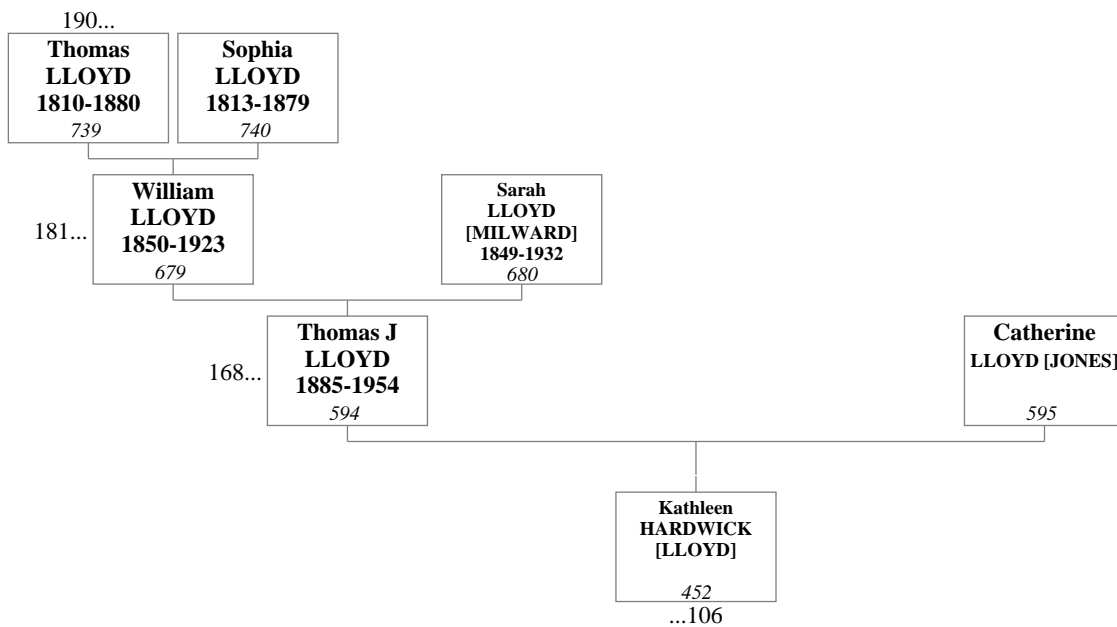 190...
Thomas
LLOYD
1810-1880
739
Sophia
LLOYD
1813-1879
740
181...
William
LLOYD
1850-1923
679
Sarah
LLOYD
[MILWARD]
1849-1932
680
168...
Thomas J
LLOYD
1885-1954
594
Catherine
LLOYD [JONES]
595
Kathleen
HARDWICK
[LLOYD]
452
...106